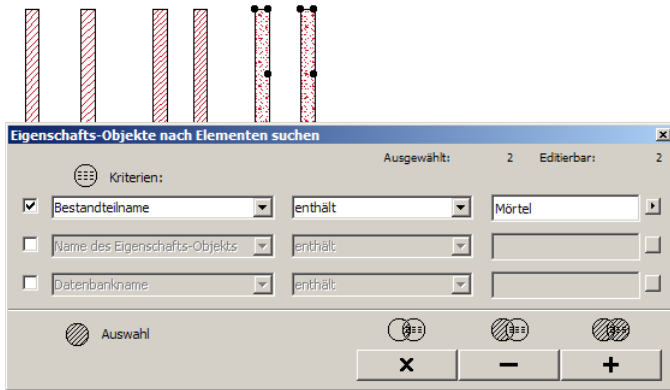 Eigenschafts-Objekte nach Elementen suchen
Ausgewählt: 2 Editierbar: 2
Kriterien:
Bestandteilname enthält Mörtel
Name des Eigenschafts-Objekts enthält
Datenbankname enthält
Auswahl